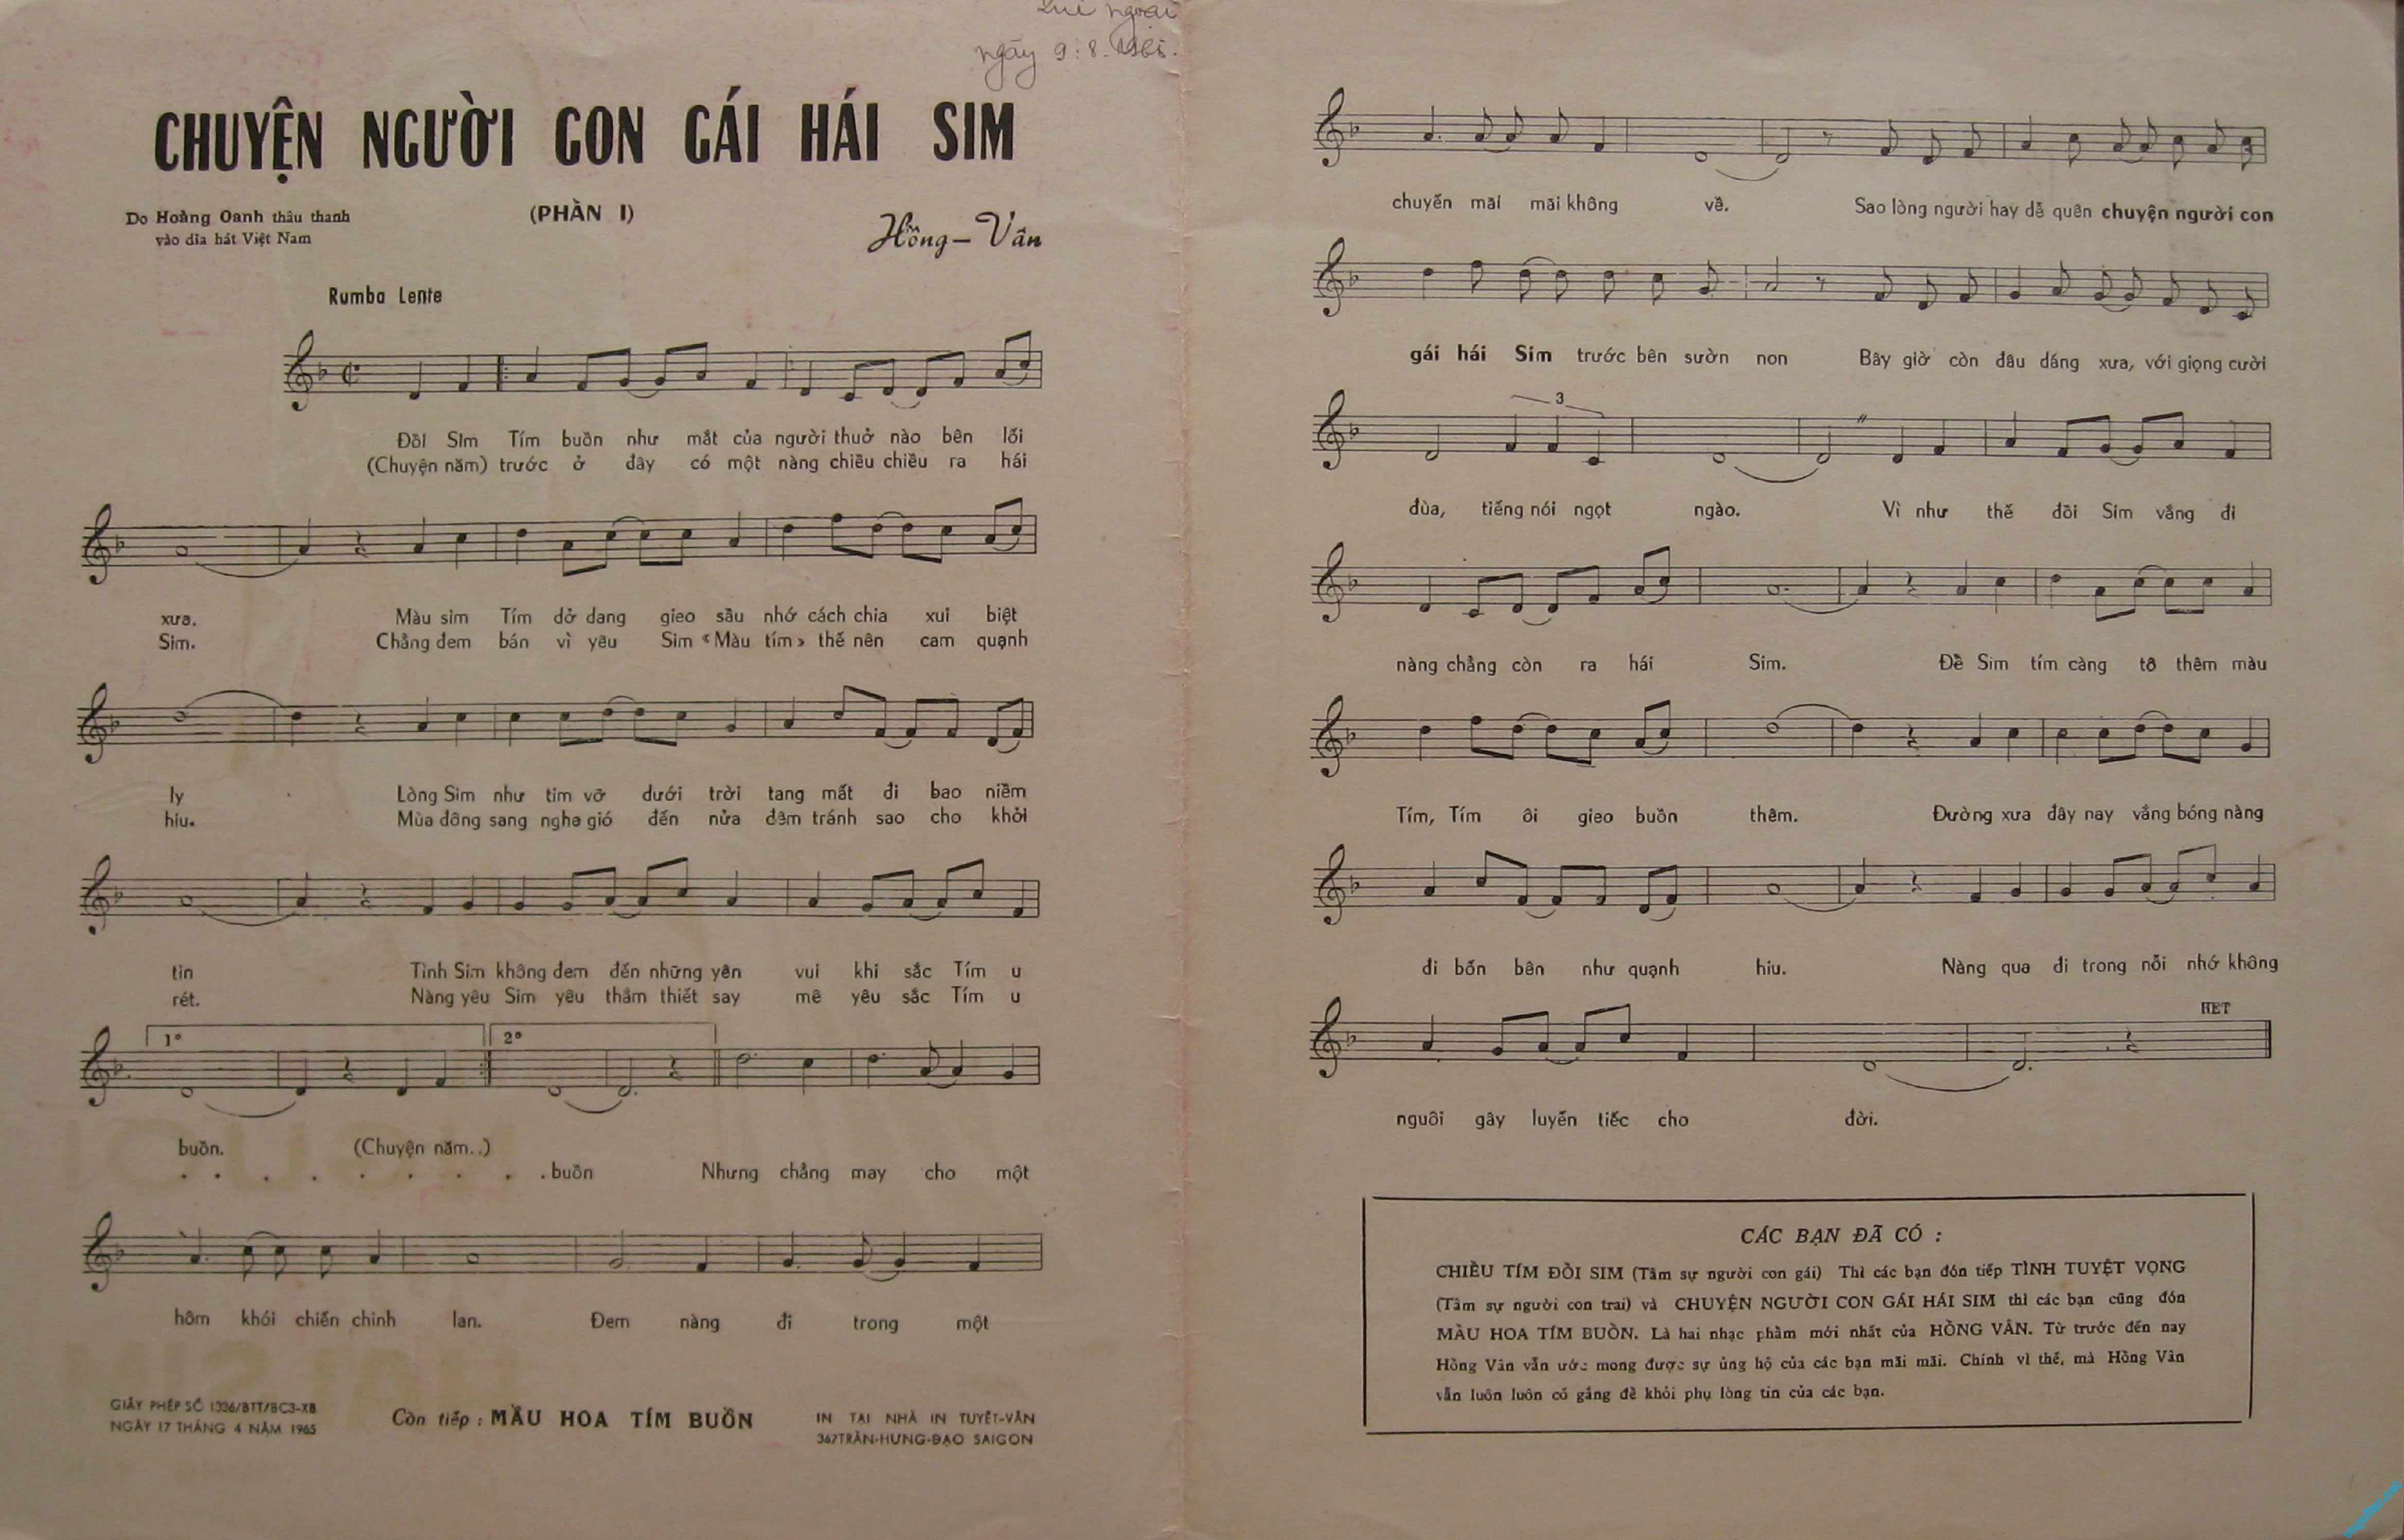 ngoại
ngày 9.8.1965.
CHUYỆN NGƯỜI CON GÁI HÁI SIM
Do Hoàng Oanh thâu thanh
vào dĩa hát Việt Nam
(PHẦN I)
Hồng-Vân
Rumba Lente
Đồi Sim Tím buồn như mắt của người thuở nào bên lối
(Chuyện năm) trước ở đây có một nàng chiều chiều ra hái
xưa. Màu sim Tím dở dang gieo sầu nhớ cách chia xui biệt
Sim. Chẳng đem bán vì yêu Sim « Màu tím » thế nên cam quạnh
ly Lòng Sim như tim vỡ dưới trời tang mất đi bao niềm
hiu. Mùa đông sang nghe gió đến nửa đêm tránh sao cho khỏi
tin Tình Sim không đem đến những yên vui khi sắc Tím u
rét. Nàng yêu Sim yêu thắm thiết say mê yêu sắc Tím u
1° 2°
buồn. (Chuyện năm..)
. . . . . . . . . buồn Nhưng chẳng may cho một
hôm khói chiến chinh lan. Đem nàng đi trong một
GIẤY PHÉP SỐ 1336/BTT/BC3-XB
NGÀY 17 THÁNG 4 NĂM 1965
Còn tiếp : MẦU HOA TÍM BUỒN
IN TẠI NHÀ IN TUYẾT-VÂN
367 TRẦN-HƯNG-ĐẠO SAIGON
chuyến mãi mãi không về. Sao lòng người hay dễ quên chuyện người con
gái hái Sim trước bên sườn non Bây giờ còn đâu dáng xưa, với giọng cười
3
đùa, tiếng nói ngọt ngào. Vì như thế đồi Sim vắng đi
nàng chẳng còn ra hái Sim. Để Sim tím càng tô thêm màu
Tím, Tím ôi gieo buồn thêm. Đường xưa đây nay vắng bóng nàng
đi bốn bên như quạnh hiu. Nàng qua đi trong nỗi nhớ không
HET
nguôi gây luyến tiếc cho đời.
CÁC BẠN ĐÃ CÓ :
CHIỀU TÍM ĐỒI SIM (Tâm sự người con gái) Thì các bạn đón tiếp TÌNH TUYỆT VỌNG
(Tâm sự người con trai) và CHUYỆN NGƯỜI CON GÁI HÁI SIM thì các bạn cũng đón
MẦU HOA TÍM BUỒN. Là hai nhạc phẩm mới nhất của HỒNG VÂN. Từ trước đến nay
Hồng Vân vẫn ước mong được sự ủng hộ của các bạn mãi mãi. Chính vì thế, mà Hồng Vân
vẫn luôn luôn cố gắng để khỏi phụ lòng tin của các bạn.